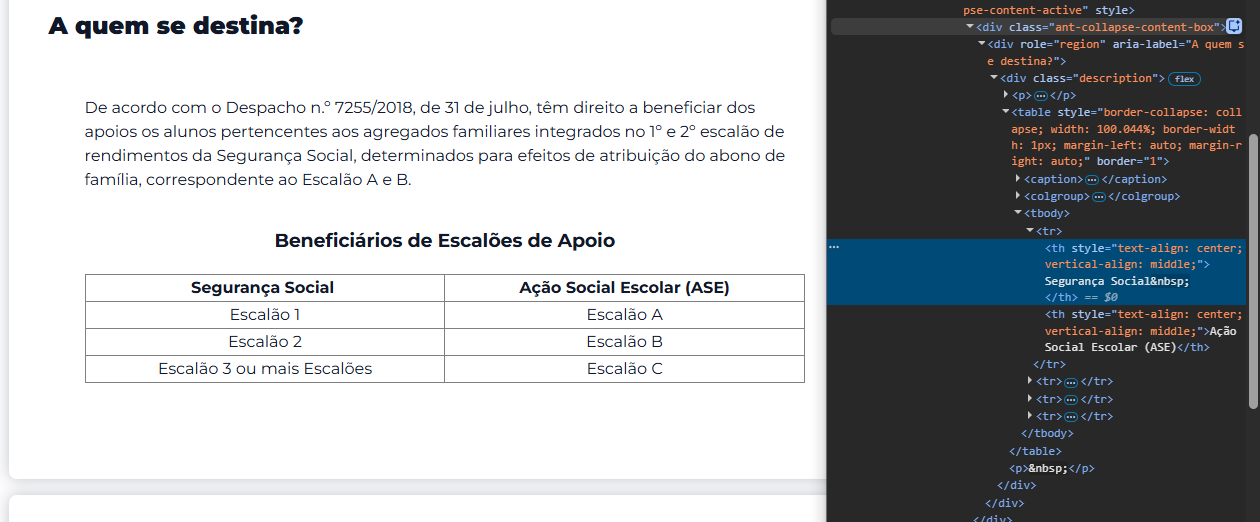 A quem se destina?
De acordo com o Despacho n.º 7255/2018, de 31 de julho, têm direito a beneficiar dos
apoios os alunos pertencentes aos agregados familiares integrados no 1º e 2º escalão de
rendimentos da Segurança Social, determinados para efeitos de atribuição do abono de
família, correspondente ao Escalão A e B.
Beneficiários de Escalões de Apoio
Segurança Social Ação Social Escolar (ASE)
Escalão 1 Escalão A
Escalão 2 Escalão B
Escalão 3 ou mais Escalões Escalão C
pse-content-active" style>
<div class="ant-collapse-content-box">
<div role="region" aria-label="A quem s
e destina?">
<div class="description"> flex
<p>…</p>
<table style="border-collapse: coll
apse; width: 100.044%; border-widt
h: 1px; margin-left: auto; margin-r
ight: auto;" border="1">
<caption>…</caption>
<colgroup>…</colgroup>
<tbody>
<tr>
… <th style="text-align: center;
vertical-align: middle;">
Segurança Social&nbsp;
</th> == $0
<th style="text-align: center;
vertical-align: middle;">Ação
Social Escolar (ASE)</th>
</tr>
<tr>…</tr>
<tr>…</tr>
<tr>…</tr>
</tbody>
</table>
<p>&nbsp;</p>
</div>
</div>
</div>